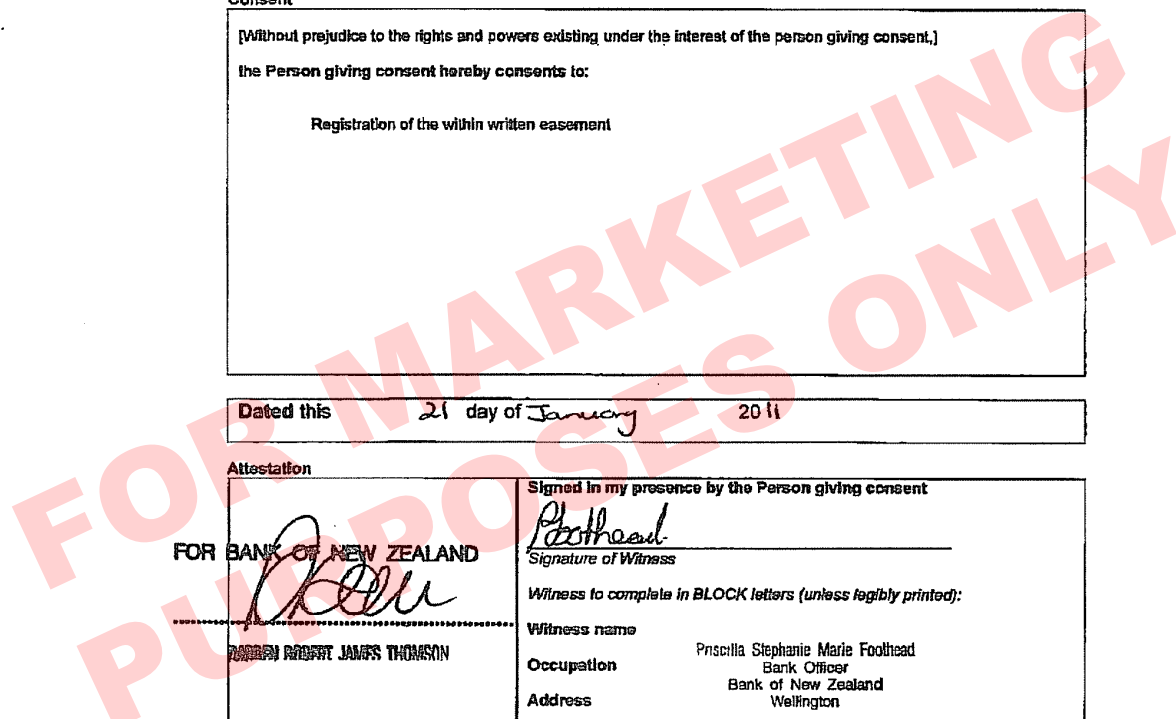 Consent
[Without prejudice to the rights and powers existing under the interest of the person giving consent,]
the Person giving consent hereby consents to:
Registration of the within written easement
Dated this 21 day of January 2011
Attestation
FOR BANK OF NEW ZEALAND
ROBERT JAMES THOMSON
Signed in my presence by the Person giving consent
PFoothead
Signature of Witness
Witness to complete in BLOCK letters (unless legibly printed):
Witness name
Priscilla Stephanie Marie Foothead
Occupation
Bank Officer
Bank of New Zealand
Address
Wellington
FOR MARKETING
PURPOSES ONLY